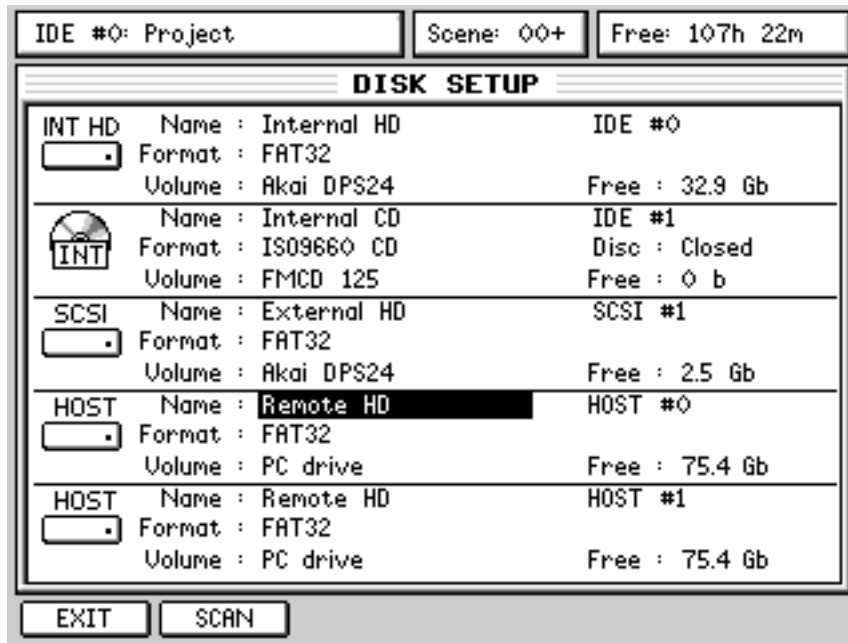 IDE #0: Project Scene: 00+ Free: 107h 22m
DISK SETUP
INT HD Name : Internal HD IDE #0
Format : FAT32
Volume : Akai DPS24 Free : 32.9 Gb
Name : Internal CD IDE #1
INT Format : ISO9660 CD Disc : Closed
Volume : FMCD 125 Free : 0 b
SCSI Name : External HD SCSI #1
Format : FAT32
Volume : Akai DPS24 Free : 2.5 Gb
HOST Name : Remote HD HOST #0
Format : FAT32
Volume : PC drive Free : 75.4 Gb
HOST Name : Remote HD HOST #1
Format : FAT32
Volume : PC drive Free : 75.4 Gb
EXIT SCAN